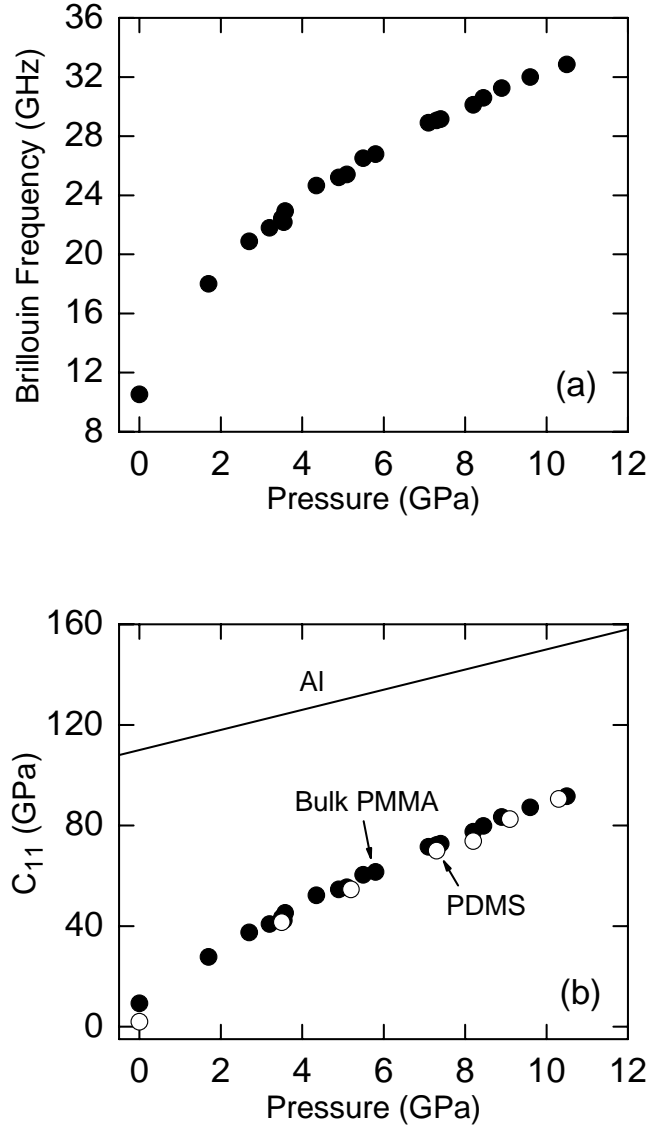 36
32
28
24
20
16
12
8
Brillouin Frequency (GHz)
(a)
0 2 4 6 8 10 12
Pressure (GPa)
160
120
80
40
0
C₁₁ (GPa)
Al
Bulk PMMA
PDMS
(b)
0 2 4 6 8 10 12
Pressure (GPa)